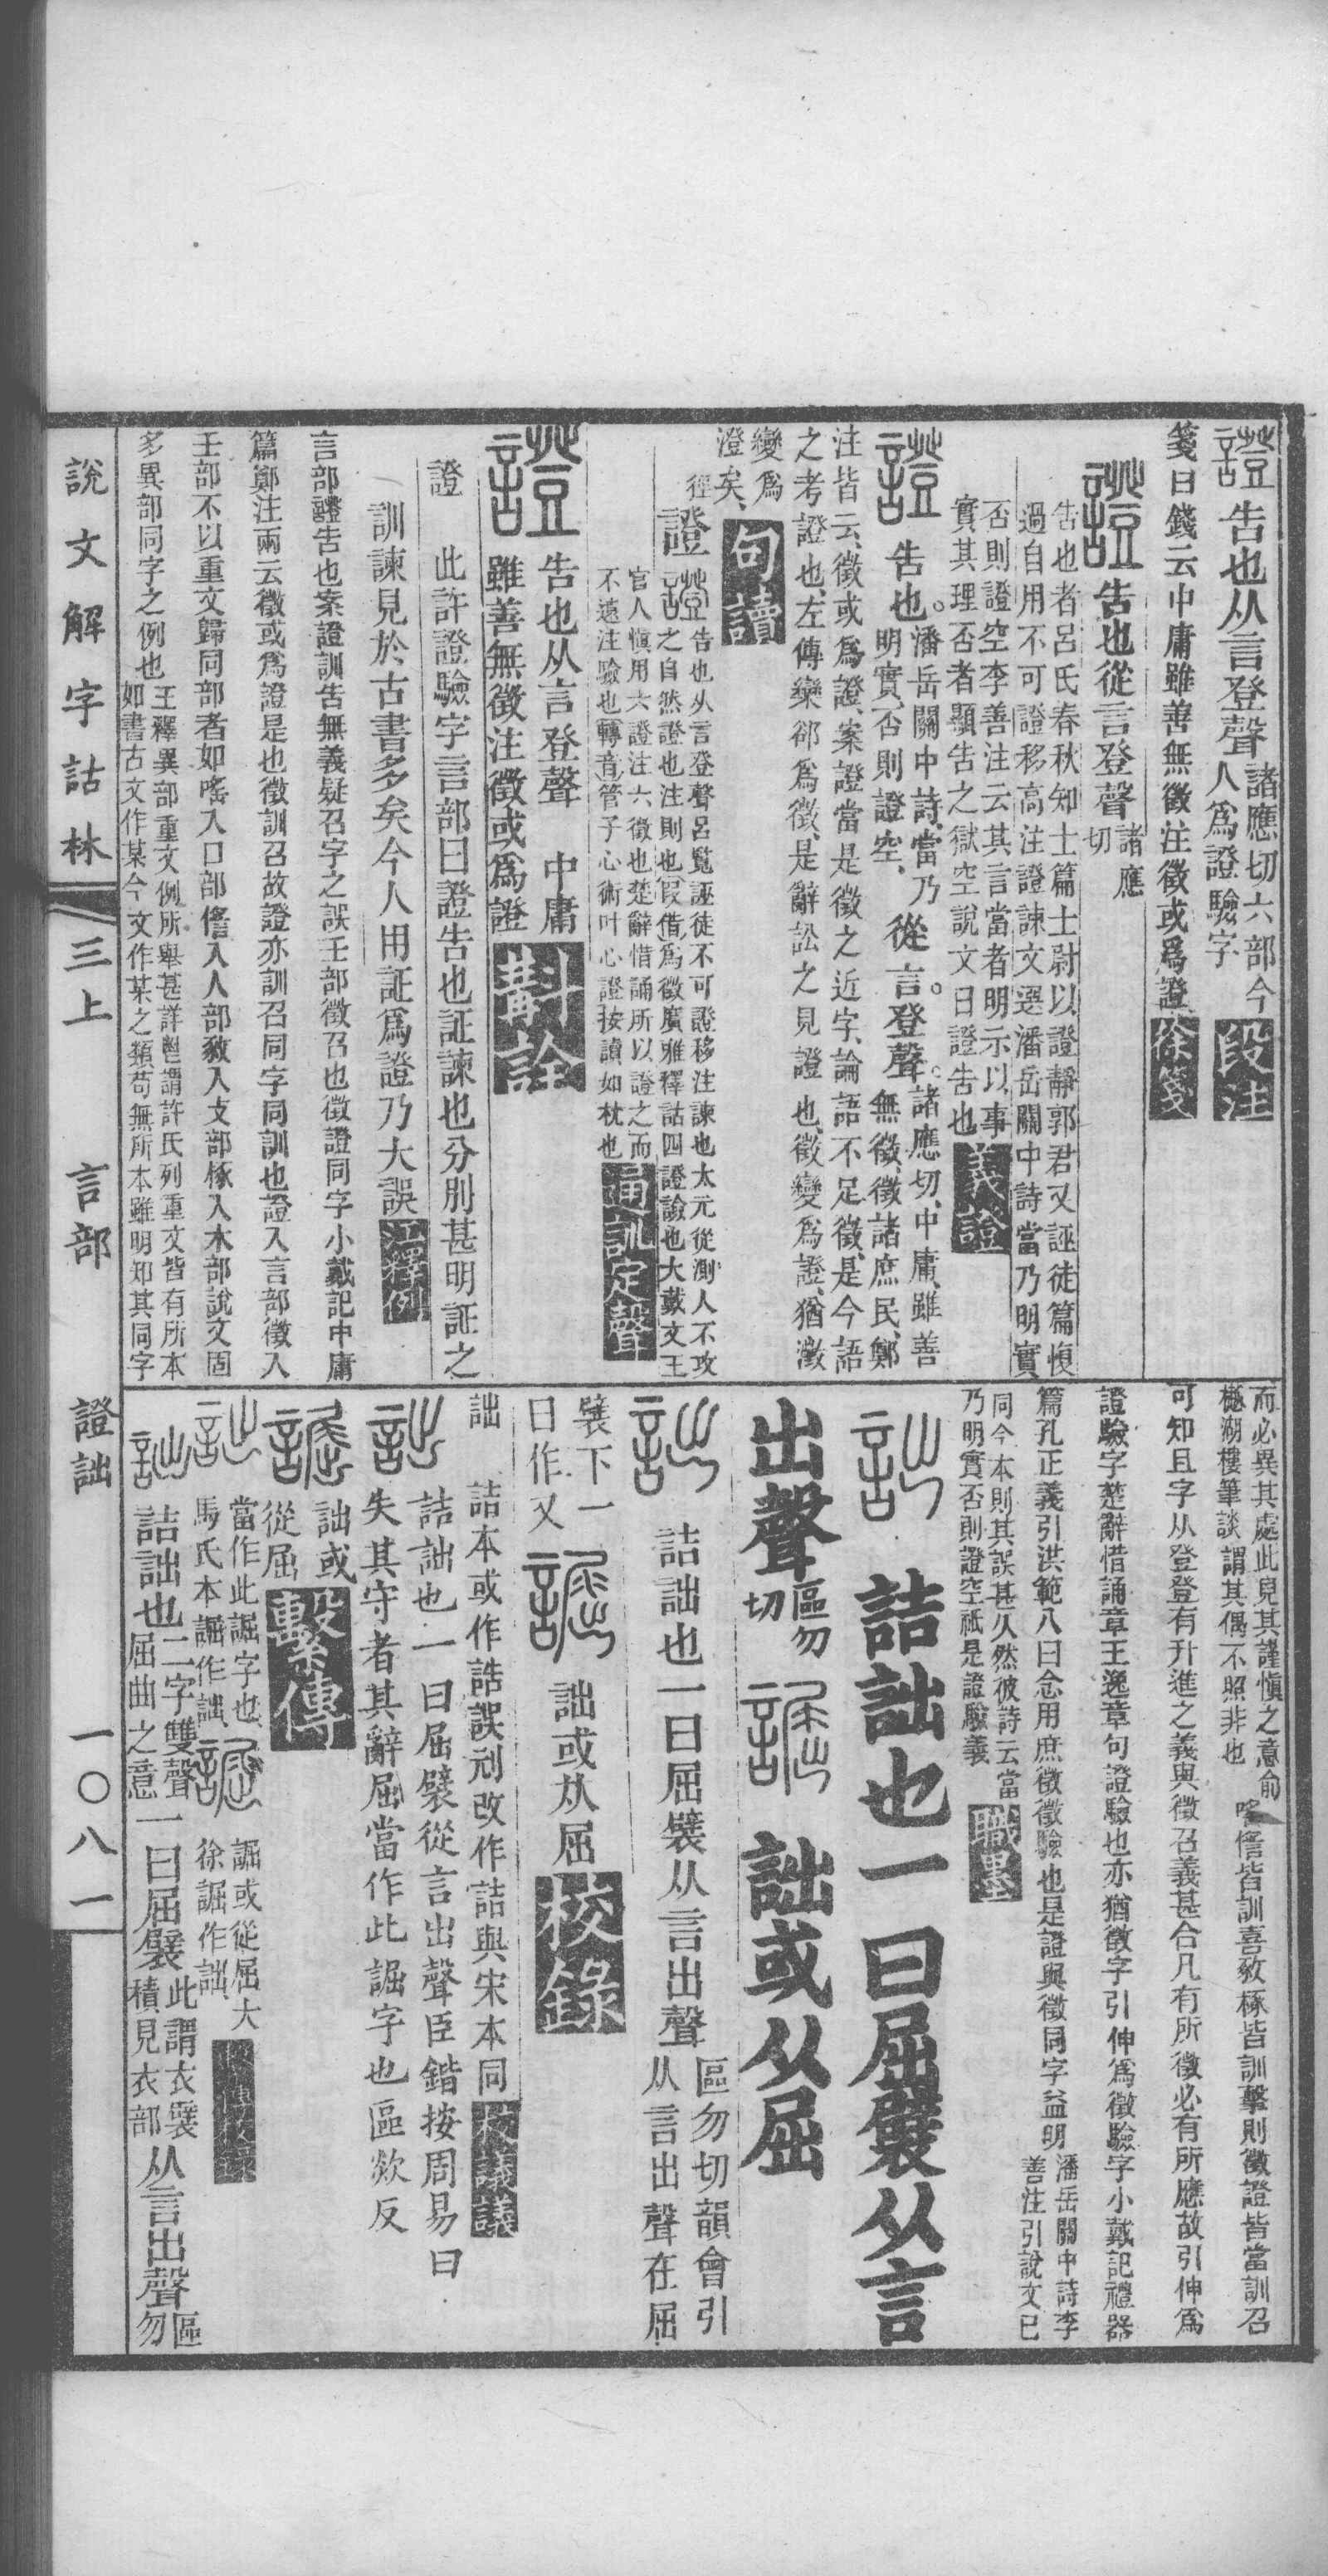 告也从言登聲諸應切六部今人爲證驗字段注
箋曰錢云中庸雖善無徵注徵或爲證徐箋
告也從言登聲諸應切
告也者呂氏春秋知士篇士尉以證靜郭君又誣徒篇愎
過自用不可證移高注證諫文選潘岳關中詩當乃明實
否則證空李善注云其言當者明示以事
實其理否者顯告之獄空說文曰證告也義證
告也。潘岳關中詩、當乃明實、否則證空、從言登聲。諸應切、中庸、雖善無徵、徵諸庶民、鄭
注皆云、徵或爲證、案證當是徵之近字、論語不足徵、是今語
之考證也、左傳欒郤爲徵、是辭訟之見證也、徵變爲證、猶澂
變爲澄矣、句讀
證告也从言登聲呂覽誣徒不可證移注諫也太元從測人不攻
之自然證也注則也叚借爲徵廣雅釋詁四證諭也大戴文王
官人愼用六證注六徵也楚辭惜誦所以證之而
不遠注驗也轉音管子心術叶心證按讀如枕也通訓定聲
告也从言登聲 中庸
雖善無徵注徵或爲證斠詮
證 此許證驗字言部曰證告也証諫也分別甚明証之
訓諫見於古書多矣今人用証爲證乃大誤江釋例
言部證告也案證訓告無義疑召字之誤壬部徵召也徵證同字小戴記中庸
篇鄭注兩云徵或爲證是也徵訓召故證亦訓召同字同訓也證入言部徵入
壬部不以重文歸同部者如嘻入口部僖入人部敎入攴部椓入木部說文固
多異部同字之例也王釋異部重文例所舉甚詳鬯謂許氏列重文皆有所本
如書古文作某今文作某之類苟無所本雖明知其同字
而必異其處此見其謹愼之意俞
樾湖樓筆談謂其偶不照非也僖皆訓喜敎椓皆訓擊則徵證皆當訓召
可知且字从登登有升進之義與徵召義甚合凡有所徵必有所應故引伸爲
證驗字楚辭惜誦章王逸章句證驗也亦猶徵字引伸爲徵驗字小戴記禮器
篇孔正義引洪範八曰念用庶徵徵驗也是證與徵同字益明潘岳關中詩李
善注引說文已
同今本則其誤甚久然彼詩云當
乃明實否則證空祇是證驗義職墨
詰詘也一曰屈襞从言
出聲區勿切 詘或从屈
詰詘也一曰屈襞从言出聲區勿切韻會引
从言出聲在屈
襞下一曰作又 詘或从屈校錄
詘 詰本或作誥誤刓改作詰與宋本同校議議
詰詘也一曰屈襞從言出聲臣鍇按周易曰
失其守者其辭屈當作此誳字也區欻反
詘或從屈繫傳
當作此誳字也
馬氏本誳作詘、誳或從屈大
徐誳作詘、
詰詘也二字雙聲
屈曲之意一曰屈襞此謂衣襞
積見衣部从言出聲區勿
說文解字詁林 三上 言部 證詘 一〇八一